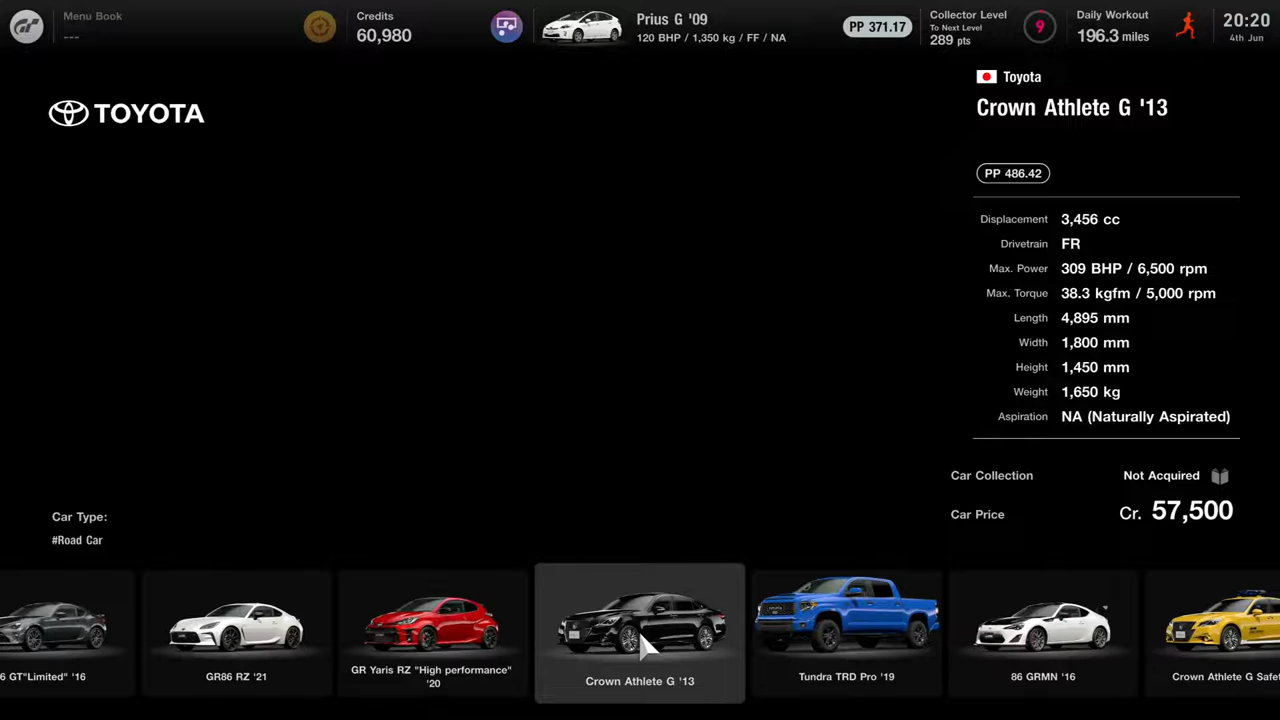 Menu Book
---
Credits
60,980
Prius G '09
120 BHP / 1,350 kg / FF / NA
PP 371.17
Collector Level
To Next Level
289 pts
9
Daily Workout
196.3 miles
20:20
4th Jun
TOYOTA
Toyota
Crown Athlete G '13
PP 486.42
Displacement 3,456 cc
Drivetrain FR
Max. Power 309 BHP / 6,500 rpm
Max. Torque 38.3 kgfm / 5,000 rpm
Length 4,895 mm
Width 1,800 mm
Height 1,450 mm
Weight 1,650 kg
Aspiration NA (Naturally Aspirated)
Car Collection Not Acquired
Car Price Cr. 57,500
Car Type:
#Road Car
6 GT"Limited" '16
GR86 RZ '21
GR Yaris RZ "High performance"
'20
Crown Athlete G '13
Tundra TRD Pro '19
86 GRMN '16
Crown Athlete G Safe